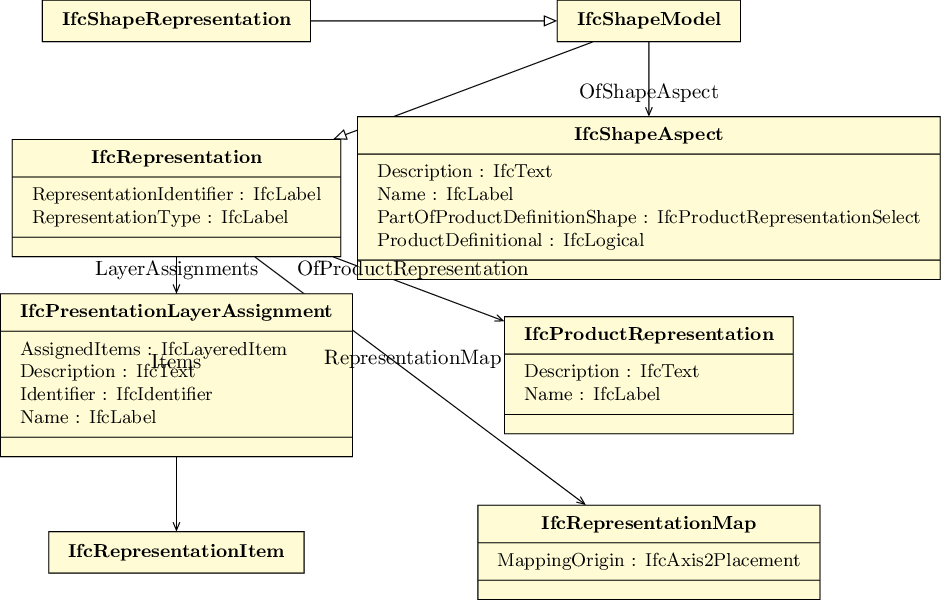 IfcShapeRepresentation
IfcShapeModel
OfShapeAspect
IfcShapeAspect
Description : IfcText
Name : IfcLabel
PartOfProductDefinitionShape : IfcProductRepresentationSelect
ProductDefinitional : IfcLogical
IfcRepresentation
RepresentationIdentifier : IfcLabel
RepresentationType : IfcLabel
LayerAssignments
OfProductRepresentation
IfcPresentationLayerAssignment
AssignedItems : IfcLayeredItem
Items
Description : IfcText
Identifier : IfcIdentifier
Name : IfcLabel
RepresentationMap
IfcProductRepresentation
Description : IfcText
Name : IfcLabel
IfcRepresentationItem
IfcRepresentationMap
MappingOrigin : IfcAxis2Placement